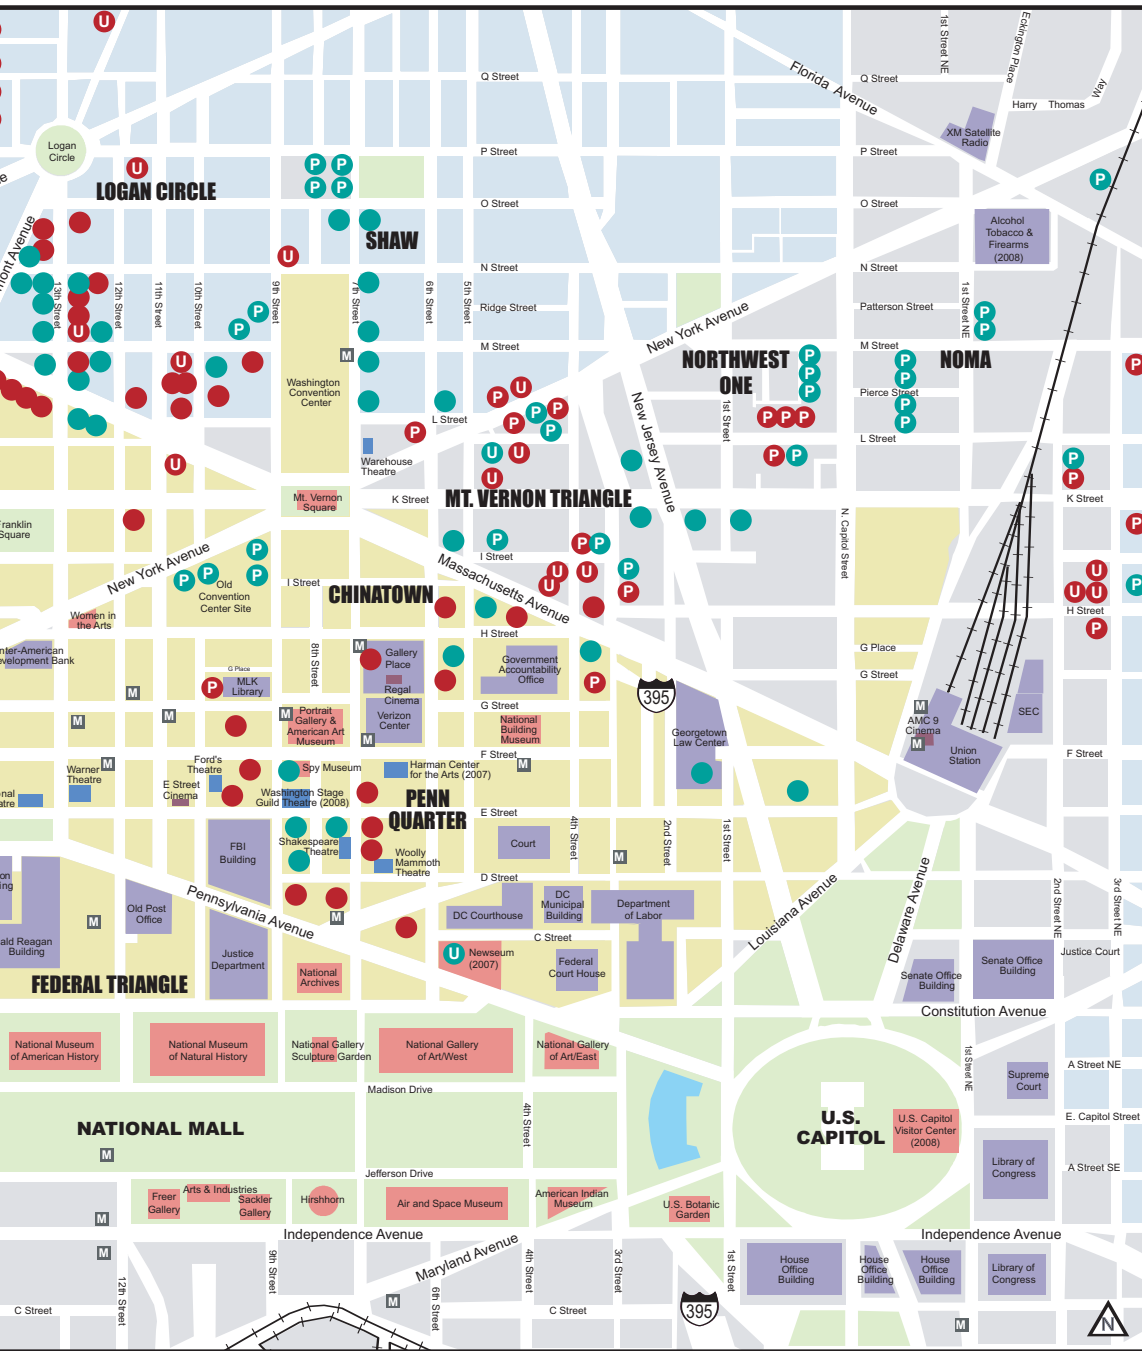 U
Q Street
Florida Avenue
Q Street
1st Street NE
Eckington Place
Harry Thomas Way
XM Satellite
Radio
Logan
Circle
P Street
P Street
U
P P
P P
LOGAN CIRCLE
O Street
O Street
P
SHAW
Alcohol
Tobacco &
Firearms
(2008)
mont Avenue
U
N Street
N Street
13th Street
12th Street
11th Street
10th Street
9th Street
7th Street
6th Street
5th Street
Ridge Street
1st Street NE
Patterson Street
P
P
P
P
U
New York Avenue
M Street
M Street
M
NORTHWEST
ONE
P
P
P
P
P
P
P
NOMA
Pierce Street
P
U
Washington
Convention
Center
P
U
P
P
P
P
L Street
New Jersey Avenue
1st Street
P P P
L Street
P
U
U
U
P P
P
P
U
Warehouse
Theatre
Mt. Vernon
Square
K Street
MT. VERNON TRIANGLE
K Street
N. Capitol Street
ranklin
Square
P
New York Avenue
P
P
P
P
Old
Convention
Center Site
I Street
P
I Street
P P
P
P
U
U
U
Massachusetts Avenue
CHINATOWN
U
U U
P
H Street
P
Women in
the Arts
H Street
nter-American
evelopment Bank
M
Gallery
Place
Regal
Cinema
Verizon
Center
M
Government
Accountability
Office
G Place
G Place
MLK
Library
P
8th Street
P
395
G Street
G Street
M
M
M
M
Portrait
Gallery &
American Art
Museum
National
Building
Museum
Georgetown
Law Center
M
AMC 9
Cinema
M
SEC
Union
Station
F Street
F Street
Warner
Theatre
M
Ford's
Theatre
E Street
Cinema
Spy Museum
Washington Stage
Guild Theatre (2008)
Harman Center
for the Arts (2007)
M
PENN
QUARTER
E Street
FBI
Building
Shakespeare
Theatre
Woolly
Mammoth
Theatre
Court
4th Street
2nd Street
1st Street
M
D Street
Pennsylvania Avenue
Old Post
Office
M
M
DC Courthouse
DC
Municipal
Building
Department
of Labor
Louisiana Avenue
Delaware Avenue
2nd Street NE
3rd Street NE
ald Reagan
Building
Justice
Department
U
Newseum
(2007)
C Street
Federal
Court House
Senate Office
Building
Senate Office
Building
Justice Court
FEDERAL TRIANGLE
National
Archives
Constitution Avenue
National Museum
of American History
National Museum
of Natural History
National Gallery
Sculpture Garden
National Gallery
of Art/West
National Gallery
of Art/East
1st Street NE
Supreme
Court
A Street NE
Madison Drive
NATIONAL MALL
M
4th Street
U.S.
CAPITOL
U.S. Capitol
Visitor Center
(2008)
E. Capitol Street
Library of
Congress
A Street SE
Jefferson Drive
Freer
Gallery
Arts & Industries
Sackler
Gallery
Hirshhorn
Air and Space Museum
American Indian
Museum
U.S. Botanic
Garden
M
Independence Avenue
Independence Avenue
M
Maryland Avenue
12th Street
9th Street
6th Street
4th Street
3rd Street
1st Street
House
Office
Building
House
Office
Building
House
Office
Building
Library of
Congress
M
C Street
C Street
395
M
N